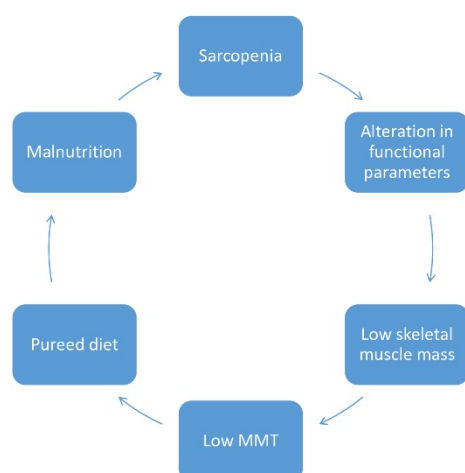 Sarcopenia
Alteration in
functional
parameters
Low skeletal
muscle mass
Low MMT
Pureed diet
Malnutrition